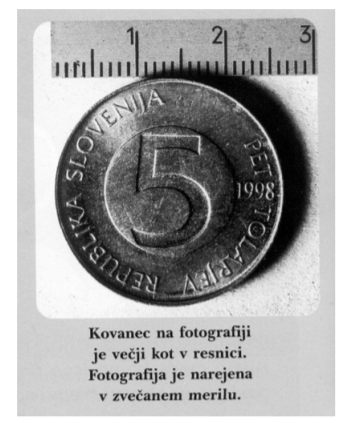 1 2 3
REPUBLIKA SLOVENIJA
PET TOLARJEV
1998
5
Kovanec na fotografiji
je večji kot v resnici.
Fotografija je narejena
v zvečanem merilu.